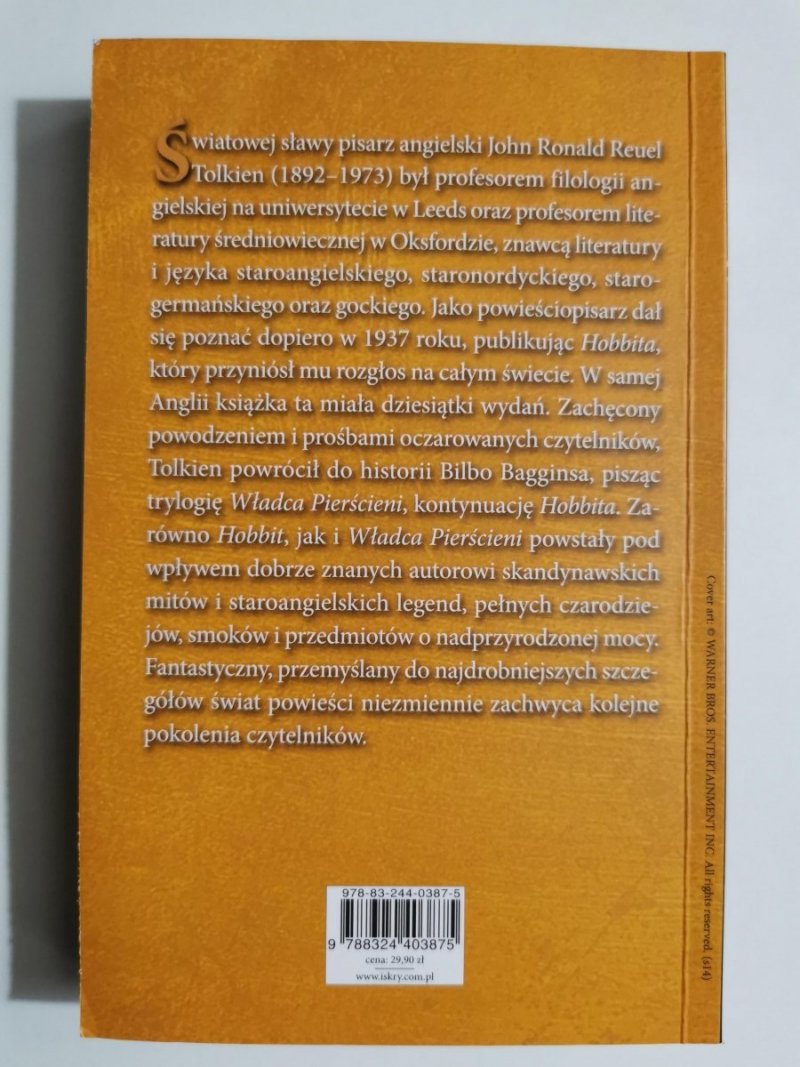 Światowej sławy pisarz angielski John Ronald Reuel
Tolkien (1892–1973) był profesorem filologii an-
gielskiej na uniwersytecie w Leeds oraz profesorem lite-
ratury średniowiecznej w Oksfordzie, znawcą literatury
i języka staroangielskiego, staronordyckiego, staro-
germańskiego oraz gockiego. Jako powieściopisarz dał
się poznać dopiero w 1937 roku, publikując Hobbita,
który przyniósł mu rozgłos na całym świecie. W samej
Anglii książka ta miała dziesiątki wydań. Zachęcony
powodzeniem i prośbami oczarowanych czytelników,
Tolkien powrócił do historii Bilbo Bagginsa, pisząc
trylogię Władca Pierścieni, kontynuację Hobbita. Za-
równo Hobbit, jak i Władca Pierścieni powstały pod
wpływem dobrze znanych autorowi skandynawskich
mitów i staroangielskich legend, pełnych czarodzie-
jów, smoków i przedmiotów o nadprzyrodzonej mocy.
Fantastyczny, przemyślany do najdrobniejszych szcze-
gółów świat powieści niezmiennie zachwyca kolejne
pokolenia czytelników.
978-83-244-0387-5
9 788324 403875
cena: 29,90 zł
www.iskry.com.pl
Cover art: © WARNER BROS. ENTERTAINMENT INC. All rights reserved. (s14)